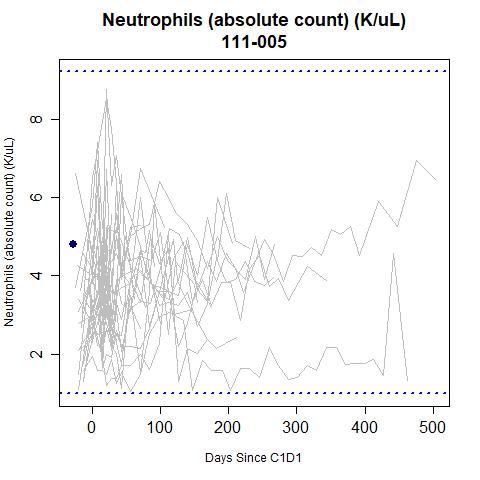 Neutrophils (absolute count) (K/uL)
111-005
Neutrophils (absolute count) (K/uL)
8
6
4
2
0 100 200 300 400 500
Days Since C1D1